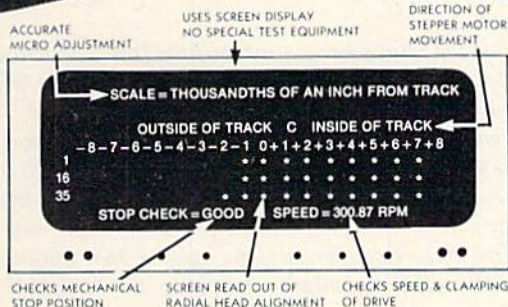 ACCURATE
MICRO ADJUSTMENT
USES SCREEN DISPLAY
NO SPECIAL TEST EQUIPMENT
DIRECTION OF
STEPPER MOTOR
MOVEMENT
SCALE = THOUSANDTHS OF AN INCH FROM TRACK
OUTSIDE OF TRACK C INSIDE OF TRACK
-8-7-6-5-4-3-2-1 0+1+2+3+4+5+6+7+8
1 * * * * * * * * *
16 * * * * * * * * *
35 * * * * * * * * * *
STOP CHECK = GOOD SPEED = 300.87 RPM
CHECKS MECHANICAL
STOP POSITION
SCREEN READ OUT OF
RADIAL HEAD ALIGNMENT
CHECKS SPEED & CLAMPING
OF DRIVE